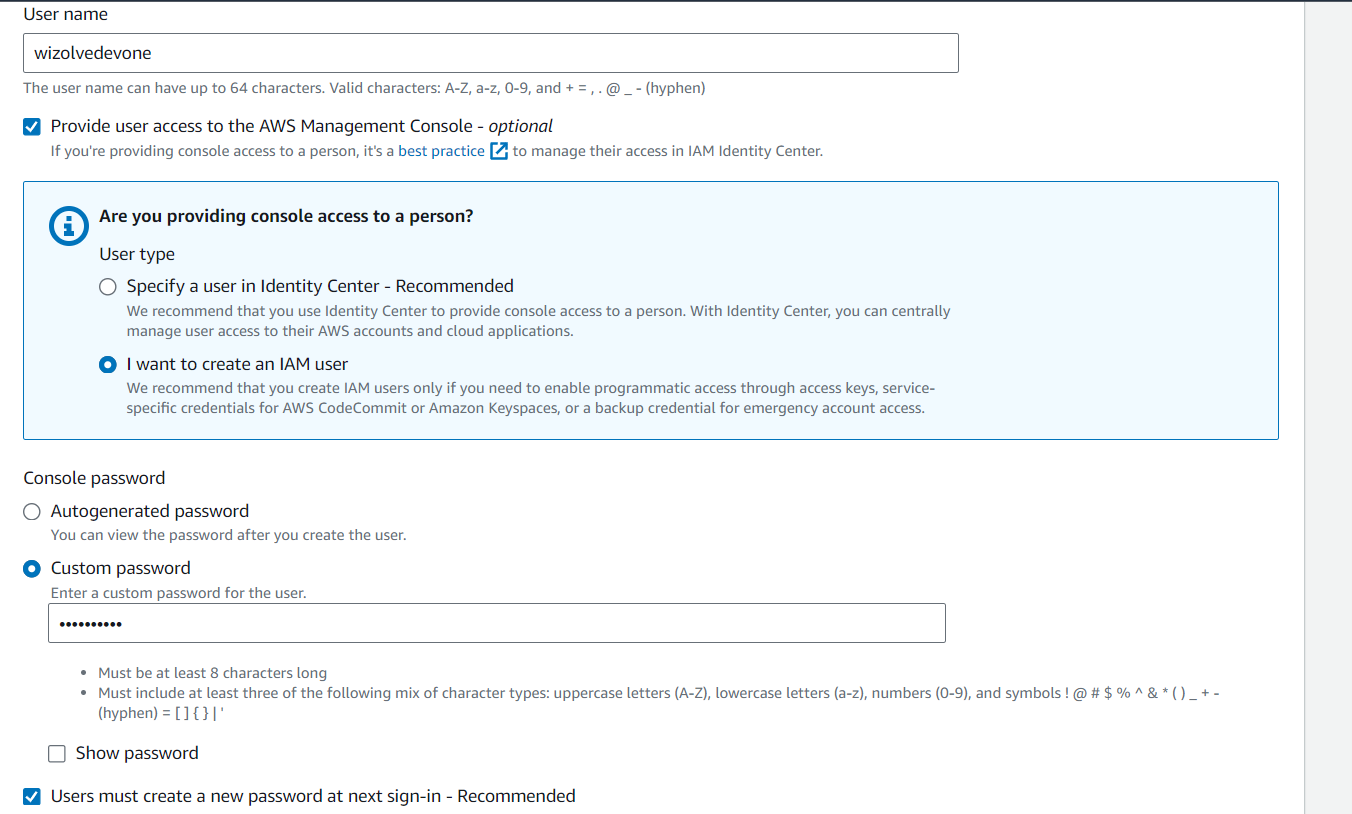 User name
wizolvedevone
The user name can have up to 64 characters. Valid characters: A-Z, a-z, 0-9, and + = , . @ _ - (hyphen)
Provide user access to the AWS Management Console - optional
If you're providing console access to a person, it's a best practice to manage their access in IAM Identity Center.
Are you providing console access to a person?
User type
Specify a user in Identity Center - Recommended
We recommend that you use Identity Center to provide console access to a person. With Identity Center, you can centrally
manage user access to their AWS accounts and cloud applications.
I want to create an IAM user
We recommend that you create IAM users only if you need to enable programmatic access through access keys, service-
specific credentials for AWS CodeCommit or Amazon Keyspaces, or a backup credential for emergency account access.
Console password
Autogenerated password
You can view the password after you create the user.
Custom password
Enter a custom password for the user.
••••••••••
• Must be at least 8 characters long
• Must include at least three of the following mix of character types: uppercase letters (A-Z), lowercase letters (a-z), numbers (0-9), and symbols ! @ # $ % ^ & * ( ) _ + -
(hyphen) = [ ] { } | '
Show password
Users must create a new password at next sign-in - Recommended